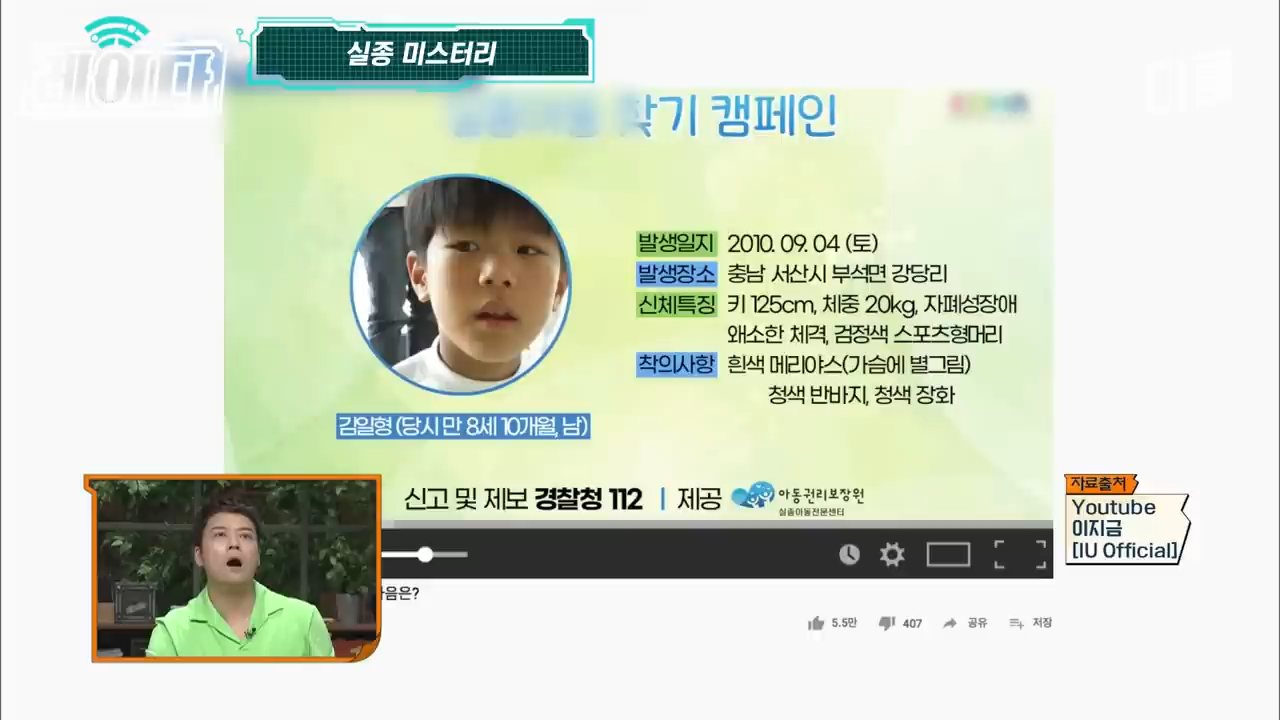 실종 미스터리
찾기 캠페인
발생일지 2010. 09. 04 (토)
발생장소 충남 서산시 부석면 강당리
신체특징 키 125cm, 체중 20kg, 자폐성장애
왜소한 체격, 검정색 스포츠형머리
착의사항 흰색 메리야스(가슴에 별그림)
청색 반바지, 청색 장화
김일형 (당시 만 8세 10개월, 남)
신고 및 제보 경찰청 112 | 제공 아동권리보장원
실종아동전문센터
자료출처
Youtube
이지금
[IU Official]
음은?
5.5만 407 공유 저장